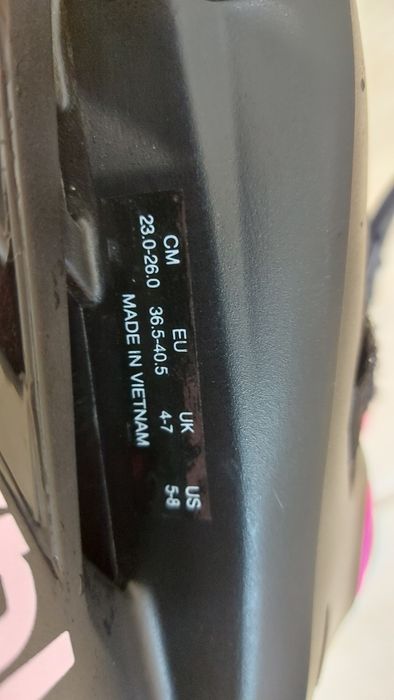 CM EU UK US
23.0-26.0 36.5-40.5 4-7 5-8
MADE IN VIETNAM